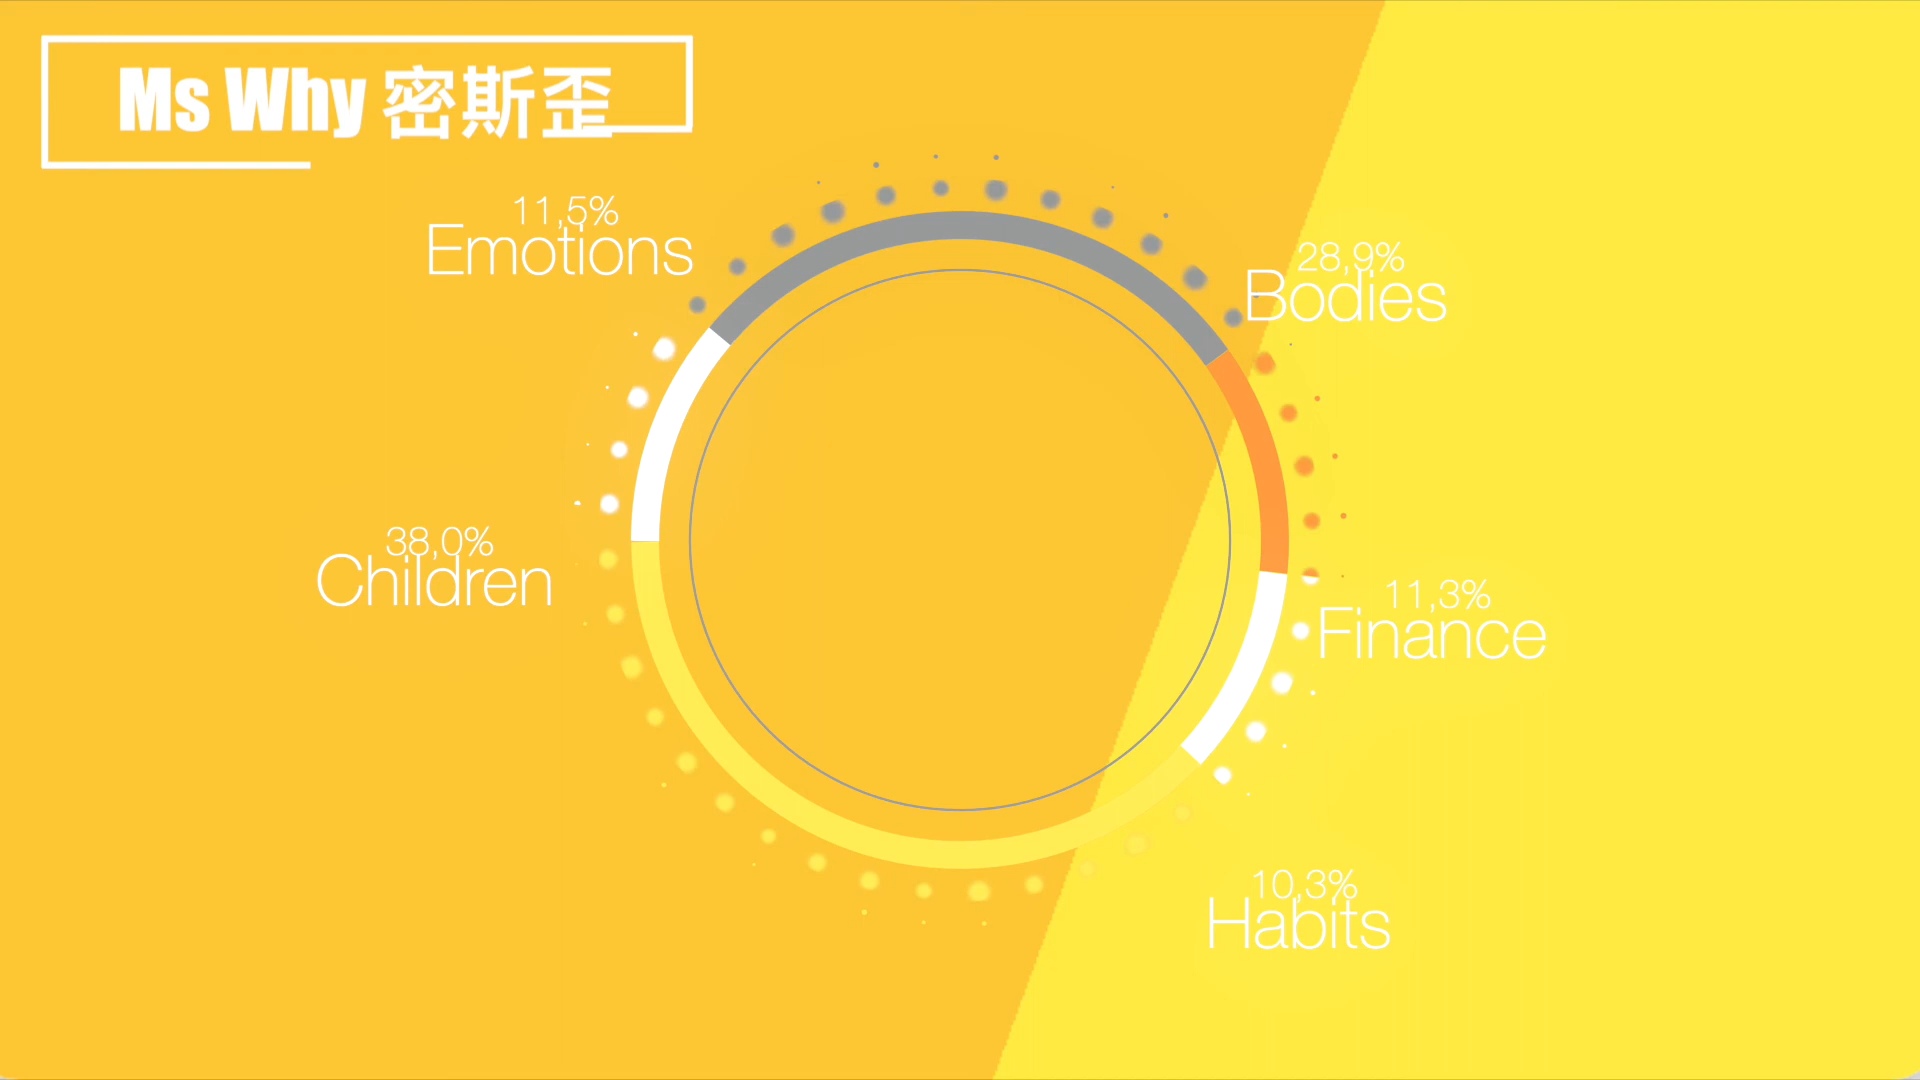 Ms Why 密斯歪
11,5%
Emotions
28,9%
Bodies
38,0%
Children
11,3%
Finance
10,3%
Habits